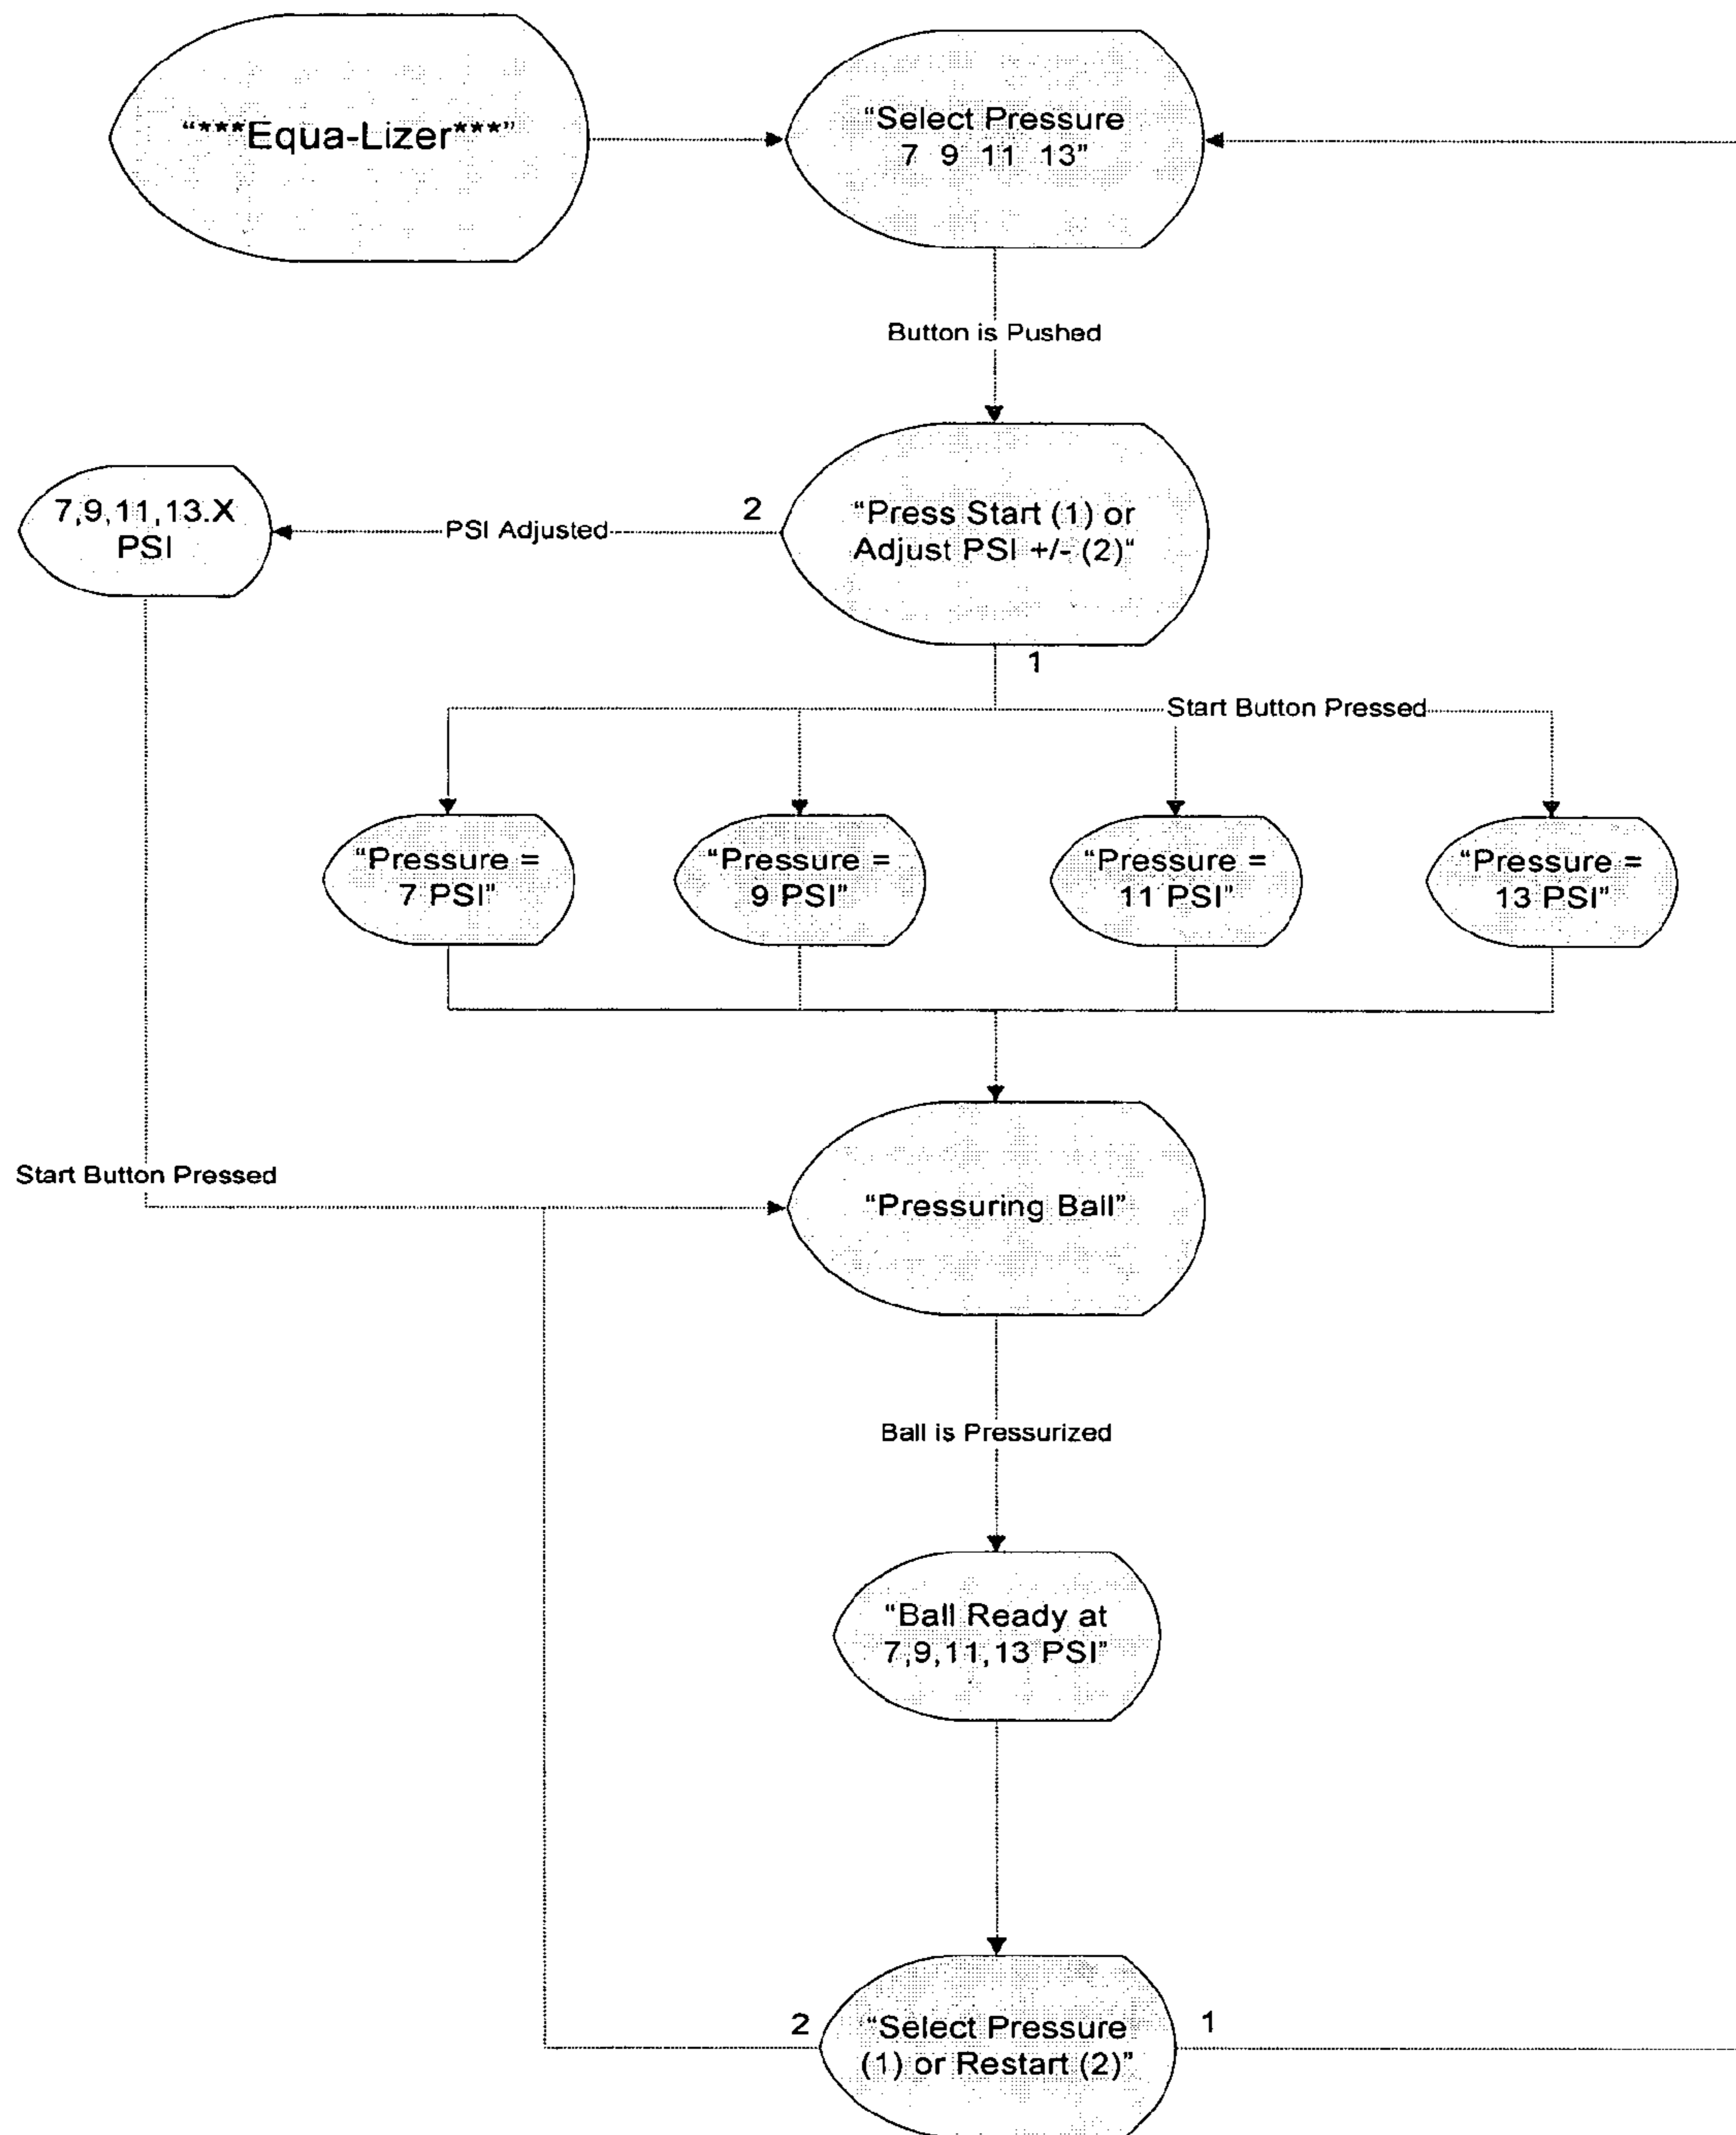 “***Equa-Lizer***”
“Select Pressure
7 9 11 13”
Button is Pushed
7,9,11,13.X
PSI
PSI Adjusted
2
“Press Start (1) or
Adjust PSI +/- (2)“
1
Start Button Pressed
“Pressure =
7 PSI”
“Pressure =
9 PSI”
“Pressure =
11 PSI”
“Pressure =
13 PSI”
Start Button Pressed
“Pressuring Ball”
Ball is Pressurized
“Ball Ready at
7,9,11,13 PSI”
2
“Select Pressure
(1) or Restart (2)”
1